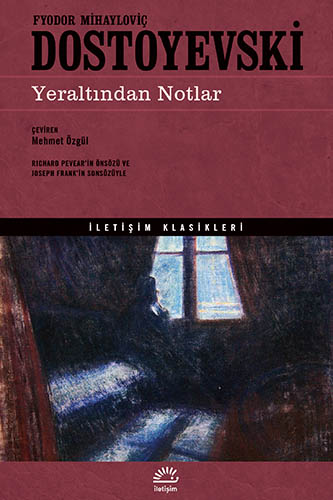 FYODOR MİHAYLOVİÇ
DOSTOYEVSKİ
Yeraltından Notlar
ÇEVİREN
Mehmet Özgül
RICHARD PEVEAR'IN ÖNSÖZÜ VE
JOSEPH FRANK'IN SONSÖZÜYLE
İLETİŞİM KLASİKLERİ
iletişim